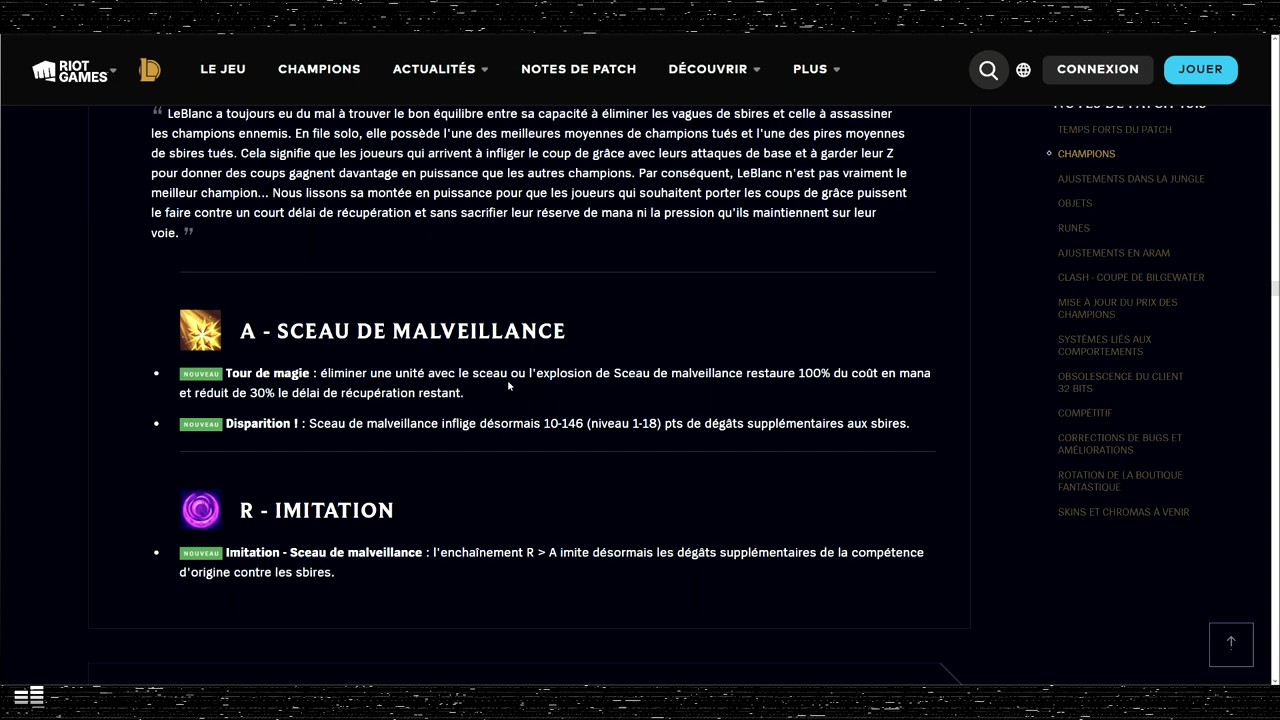 RIOT GAMES LE JEU CHAMPIONS ACTUALITÉS NOTES DE PATCH DÉCOUVRIR PLUS CONNEXION JOUER
“ LeBlanc a toujours eu du mal à trouver le bon équilibre entre sa capacité à éliminer les vagues de sbires et celle à assassiner
les champions ennemis. En file solo, elle possède l'une des meilleures moyennes de champions tués et l'une des pires moyennes
de sbires tués. Cela signifie que les joueurs qui arrivent à infliger le coup de grâce avec leurs attaques de base et à garder leur Z
pour donner des coups gagnent davantage en puissance que les autres champions. Par conséquent, LeBlanc n'est pas vraiment le
meilleur champion... Nous lissons sa montée en puissance pour que les joueurs qui souhaitent porter les coups de grâce puissent
le faire contre un court délai de récupération et sans sacrifier leur réserve de mana ni la pression qu'ils maintiennent sur leur
voie. ”
A - SCEAU DE MALVEILLANCE
• NOUVEAU Tour de magie : éliminer une unité avec le sceau ou l'explosion de Sceau de malveillance restaure 100% du coût en mana
et réduit de 30% le délai de récupération restant.
• NOUVEAU Disparition ! : Sceau de malveillance inflige désormais 10-146 (niveau 1-18) pts de dégâts supplémentaires aux sbires.
R - IMITATION
• NOUVEAU Imitation - Sceau de malveillance : l'enchaînement R > A imite désormais les dégâts supplémentaires de la compétence
d'origine contre les sbires.
TEMPS FORTS DU PATCH
CHAMPIONS
AJUSTEMENTS DANS LA JUNGLE
OBJETS
RUNES
AJUSTEMENTS EN ARAM
CLASH - COUPE DE BILGEWATER
MISE À JOUR DU PRIX DES
CHAMPIONS
SYSTÈMES LIÉS AUX
COMPORTEMENTS
OBSOLESCENCE DU CLIENT
32 BITS
COMPÉTITIF
CORRECTIONS DE BUGS ET
AMÉLIORATIONS
ROTATION DE LA BOUTIQUE
FANTASTIQUE
SKINS ET CHROMAS À VENIR